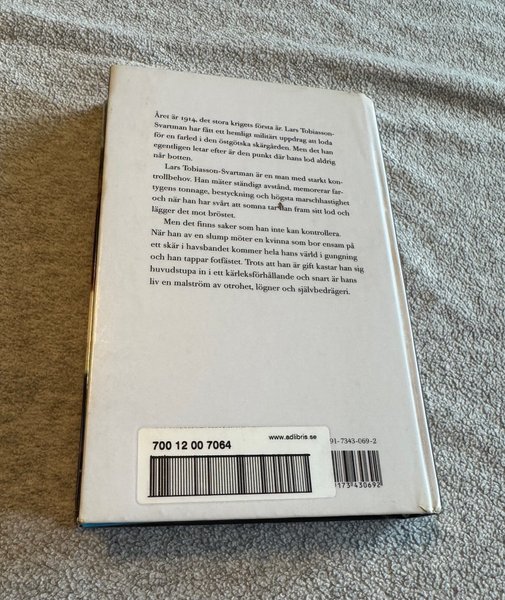 Året är 1914, det stora krigets första år. Lars Tobiasson-
Svartman har fått ett hemligt militärt uppdrag att loda
för en farled i den östgötska skärgården. Men det han
egentligen letar efter är den punkt där hans lod aldrig
når botten.
Lars Tobiasson-Svartman är en man med starkt kon-
trollbehov. Han mäter ständigt avstånd, memorerar far-
tygens tonnage, bestyckning och högsta marschhastighet
och när han har svårt att somna tar han fram sitt lod och
lägger det mot bröstet.
Men det finns saker som han inte kan kontrollera.
När han av en slump möter en kvinna som bor ensam på
ett skär i havsbandet kommer hela hans värld i gungning
och han tappar fotfästet. Trots att han är gift kastar han sig
huvudstupa in i ett kärleksförhållande och snart är hans
liv en malström av otrohet, lögner och självbedrägeri.
700 12 00 7064
www.adlibris.se
91-7343-069-2
173 430692